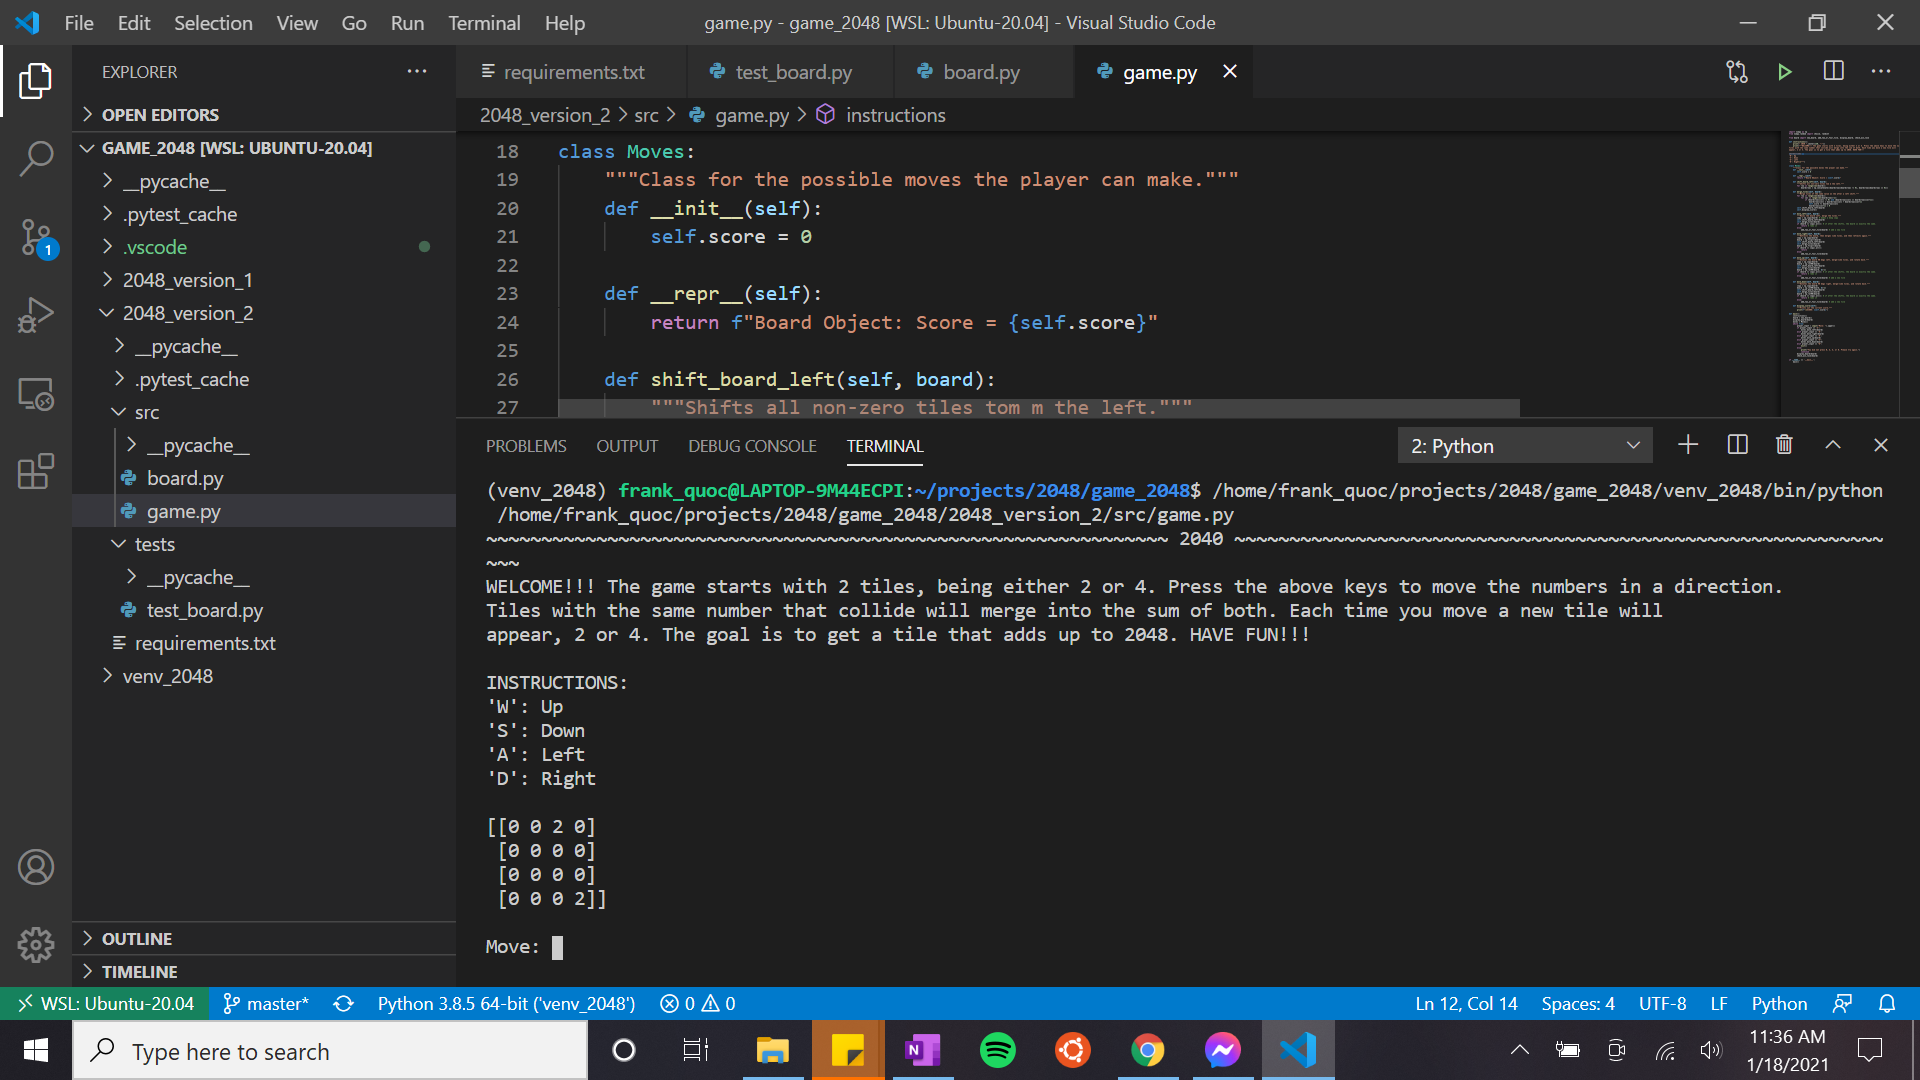 File Edit Selection View Go Run Terminal Help
game.py - game_2048 [WSL: Ubuntu-20.04] - Visual Studio Code
EXPLORER
OPEN EDITORS
GAME_2048 [WSL: UBUNTU-20.04]
__pycache__
.pytest_cache
.vscode
2048_version_1
2048_version_2
__pycache__
.pytest_cache
src
__pycache__
board.py
game.py
tests
__pycache__
test_board.py
requirements.txt
venv_2048
OUTLINE
TIMELINE
1
requirements.txt test_board.py board.py game.py
2048_version_2 > src > game.py > instructions
18 class Moves:
19 """Class for the possible moves the player can make."""
20 def __init__(self):
21 self.score = 0
22
23 def __repr__(self):
24 return f"Board Object: Score = {self.score}"
25
26 def shift_board_left(self, board):
27 """Shifts all non-zero tiles tom m the left."""
PROBLEMS OUTPUT DEBUG CONSOLE TERMINAL
2: Python
(venv_2048) frank_quoc@LAPTOP-9M44ECPI:~/projects/2048/game_2048$ /home/frank_quoc/projects/2048/game_2048/venv_2048/bin/python
/home/frank_quoc/projects/2048/game_2048/2048_version_2/src/game.py
~~~~~~~~~~~~~~~~~~~~~~~~~~~~~~~~~~~~~~~~~~~~~~~~~~~~~~~~~~~~~~ 2040 ~~~~~~~~~~~~~~~~~~~~~~~~~~~~~~~~~~~~~~~~~~~~~~~~~~~~~~~~~~~
~~~
WELCOME!!! The game starts with 2 tiles, being either 2 or 4. Press the above keys to move the numbers in a direction.
Tiles with the same number that collide will merge into the sum of both. Each time you move a new tile will
appear, 2 or 4. The goal is to get a tile that adds up to 2048. HAVE FUN!!!
INSTRUCTIONS:
'W': Up
'S': Down
'A': Left
'D': Right
[[0 0 2 0]
[0 0 0 0]
[0 0 0 0]
[0 0 0 2]]
Move:
WSL: Ubuntu-20.04 master* Python 3.8.5 64-bit ('venv_2048') 0 0 Ln 12, Col 14 Spaces: 4 UTF-8 LF Python
Type here to search
N
11:36 AM
1/18/2021